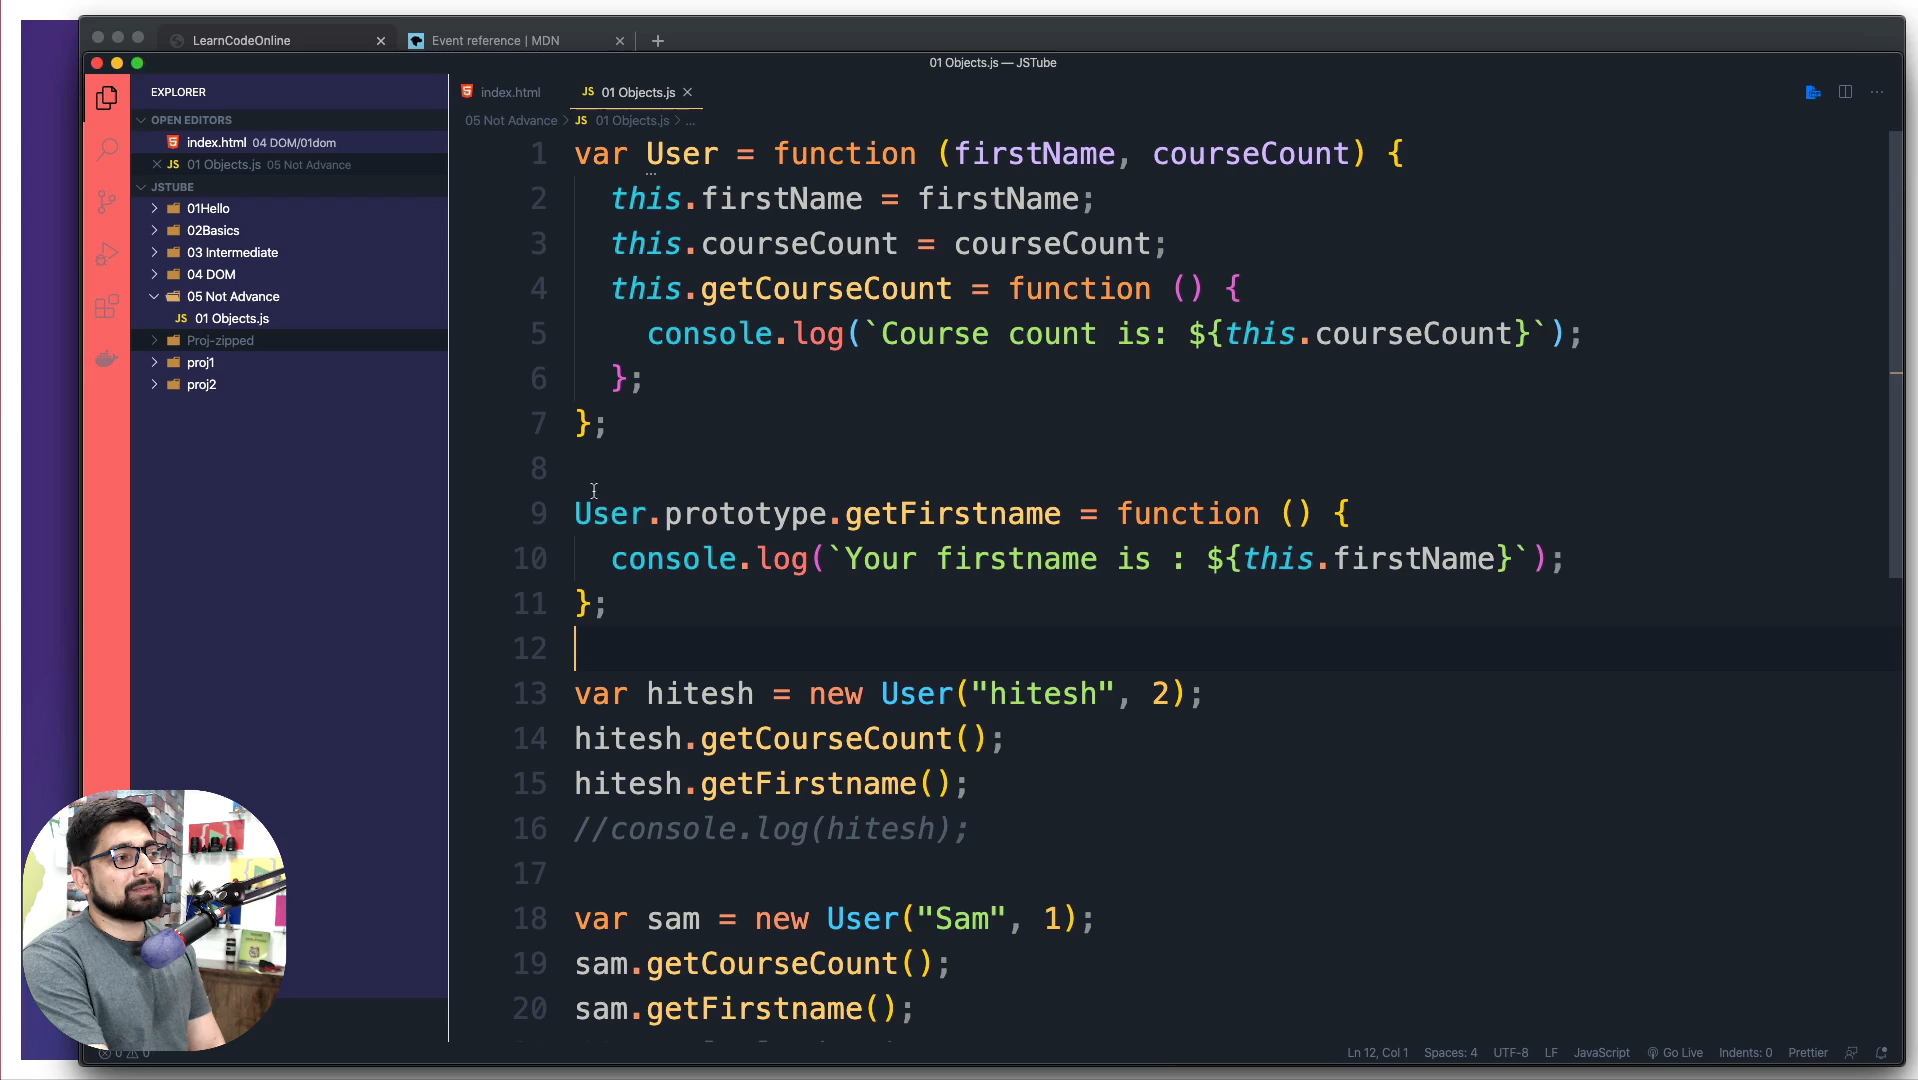 LearnCodeOnline
Event reference | MDN
01 Objects.js — JSTube
EXPLORER
OPEN EDITORS
index.html 04 DOM/01dom
JS 01 Objects.js 05 Not Advance
JSTUBE
01Hello
02Basics
03 Intermediate
04 DOM
05 Not Advance
JS 01 Objects.js
Proj-zipped
proj1
proj2
index.html
JS 01 Objects.js
05 Not Advance > JS 01 Objects.js > ...
1 var User = function (firstName, courseCount) {
2 this.firstName = firstName;
3 this.courseCount = courseCount;
4 this.getCourseCount = function () {
5 console.log(`Course count is: ${this.courseCount}`);
6 };
7 };
8
9 User.prototype.getFirstname = function () {
10 console.log(`Your firstname is : ${this.firstName}`);
11 };
12
13 var hitesh = new User("hitesh", 2);
14 hitesh.getCourseCount();
15 hitesh.getFirstname();
16 //console.log(hitesh);
17
18 var sam = new User("Sam", 1);
19 sam.getCourseCount();
20 sam.getFirstname();
0 0
Ln 12, Col 1 Spaces: 4 UTF-8 LF JavaScript Go Live Indents: 0 Prettier